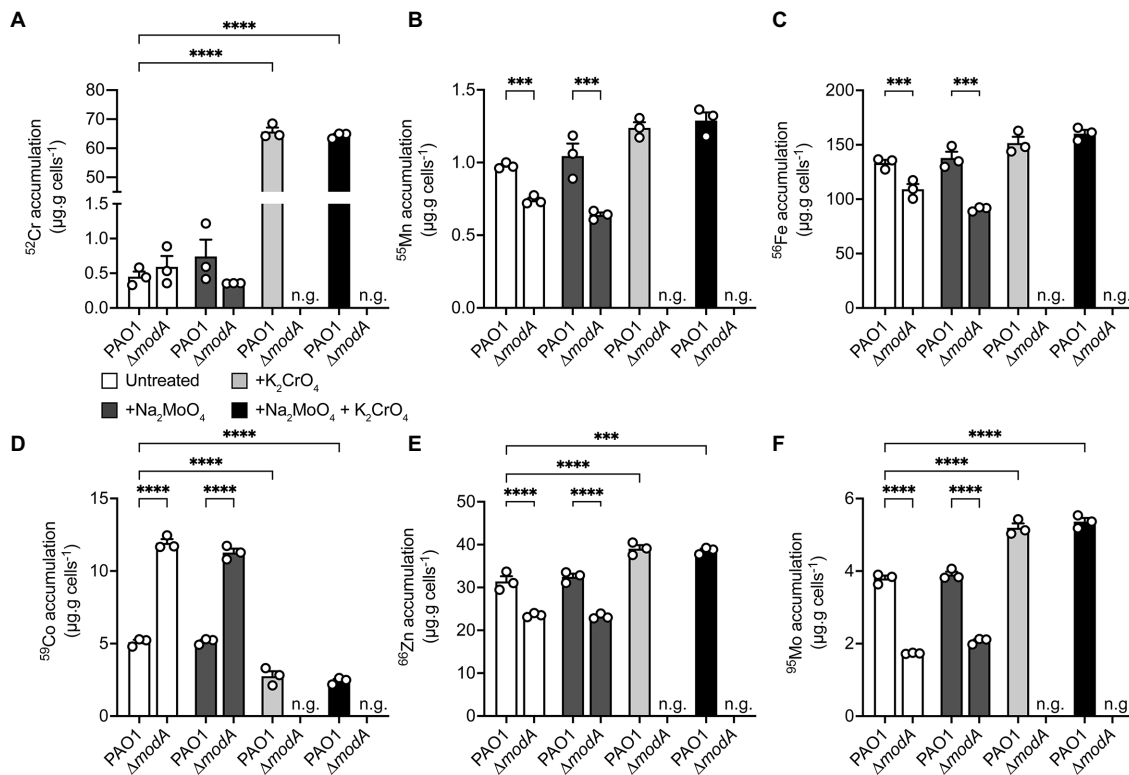 A
B
C
****
****
⁵²Cr accumulation
(µg.g cells⁻¹)
70
65
60
55
50
1.5
1.0
0.5
0.0
n.g.
n.g.
PAO1
ΔmodA
PAO1
ΔmodA
PAO1
ΔmodA
PAO1
ΔmodA
***
***
⁵⁵Mn accumulation
(µg.g cells⁻¹)
1.5
1.0
0.5
0.0
n.g.
n.g.
PAO1
ΔmodA
PAO1
ΔmodA
PAO1
ΔmodA
PAO1
ΔmodA
***
***
⁵⁶Fe accumulation
(µg.g cells⁻¹)
200
150
100
50
0
n.g.
n.g.
PAO1
ΔmodA
PAO1
ΔmodA
PAO1
ΔmodA
PAO1
ΔmodA
Untreated
+K₂CrO₄
+Na₂MoO₄
+Na₂MoO₄ + K₂CrO₄
D
E
F
****
****
****
****
⁵⁹Co accumulation
(µg.g cells⁻¹)
15
10
5
0
n.g.
n.g.
PAO1
ΔmodA
PAO1
ΔmodA
PAO1
ΔmodA
PAO1
ΔmodA
***
****
****
****
⁶⁶Zn accumulation
(µg.g cells⁻¹)
50
40
30
20
10
0
n.g.
n.g.
PAO1
ΔmodA
PAO1
ΔmodA
PAO1
ΔmodA
PAO1
ΔmodA
****
****
****
****
⁹⁵Mo accumulation
(µg.g cells⁻¹)
6
4
2
0
n.g.
n.g.
PAO1
ΔmodA
PAO1
ΔmodA
PAO1
ΔmodA
PAO1
ΔmodA